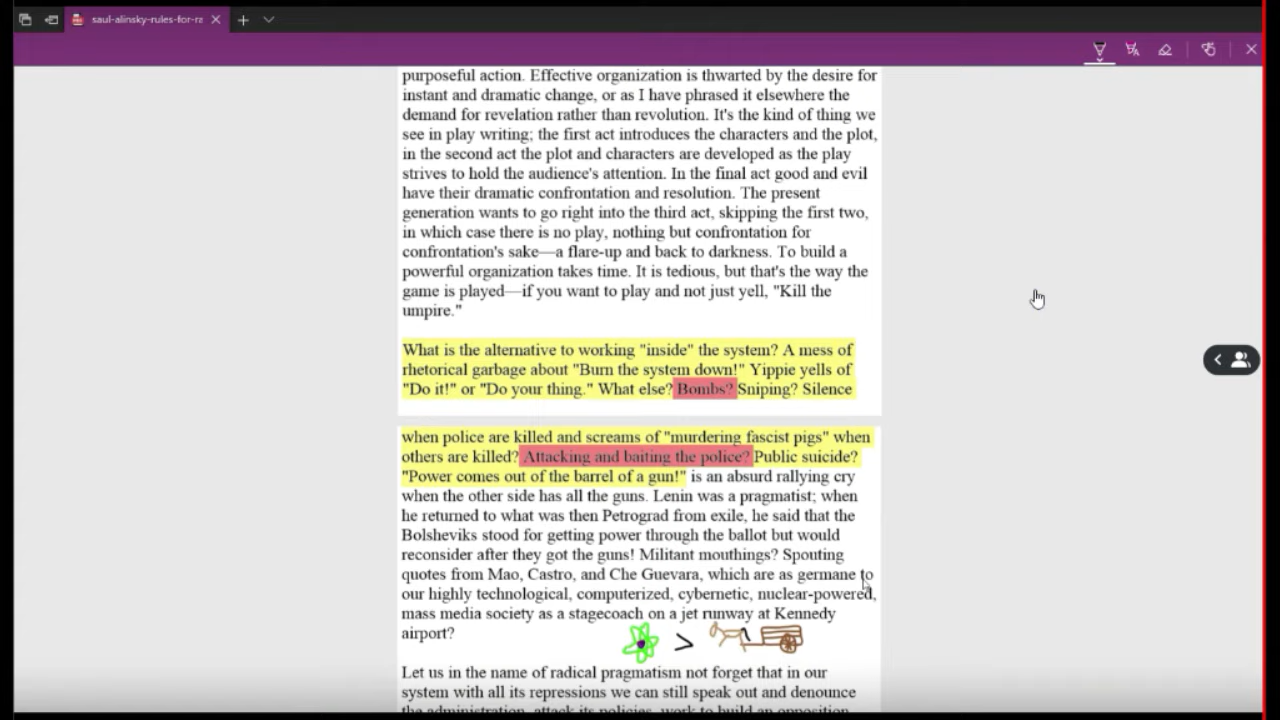 saul-alinsky-rules-for-ra
purposeful action. Effective organization is thwarted by the desire for
instant and dramatic change, or as I have phrased it elsewhere the
demand for revelation rather than revolution. It's the kind of thing we
see in play writing; the first act introduces the characters and the plot,
in the second act the plot and characters are developed as the play
strives to hold the audience's attention. In the final act good and evil
have their dramatic confrontation and resolution. The present
generation wants to go right into the third act, skipping the first two,
in which case there is no play, nothing but confrontation for
confrontation's sake—a flare-up and back to darkness. To build a
powerful organization takes time. It is tedious, but that's the way the
game is played—if you want to play and not just yell, "Kill the
umpire."
What is the alternative to working "inside" the system? A mess of
rhetorical garbage about "Burn the system down!" Yippie yells of
"Do it!" or "Do your thing." What else? Bombs? Sniping? Silence
when police are killed and screams of "murdering fascist pigs" when
others are killed? Attacking and baiting the police? Public suicide?
"Power comes out of the barrel of a gun!" is an absurd rallying cry
when the other side has all the guns. Lenin was a pragmatist; when
he returned to what was then Petrograd from exile, he said that the
Bolsheviks stood for getting power through the ballot but would
reconsider after they got the guns! Militant mouthings? Spouting
quotes from Mao, Castro, and Che Guevara, which are as germane to
our highly technological, computerized, cybernetic, nuclear-powered,
mass media society as a stagecoach on a jet runway at Kennedy
airport?
>
Let us in the name of radical pragmatism not forget that in our
system with all its repressions we can still speak out and denounce
the administration, attack its policies, work to build an opposition